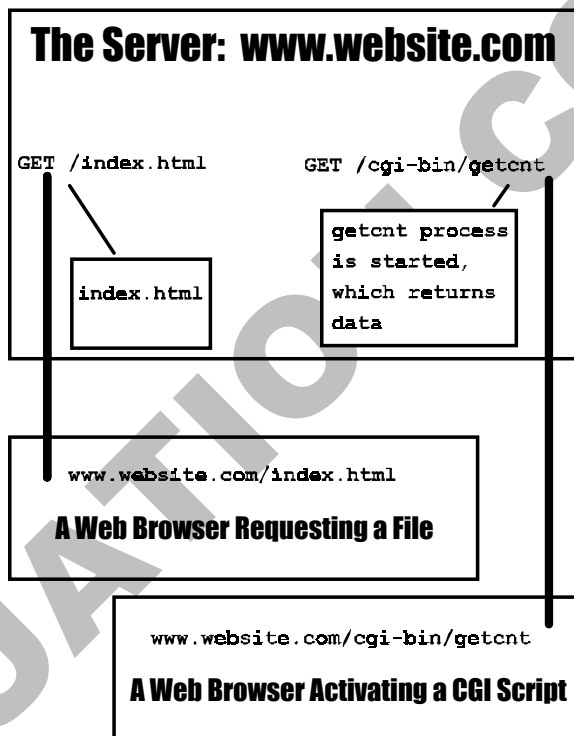 The Server: www.website.com
GET /index.html
GET /cgi-bin/getcnt
index.html
getcnt process
is started,
which returns
data
www.website.com/index.html
A Web Browser Requesting a File
www.website.com/cgi-bin/getcnt
A Web Browser Activating a CGI Script